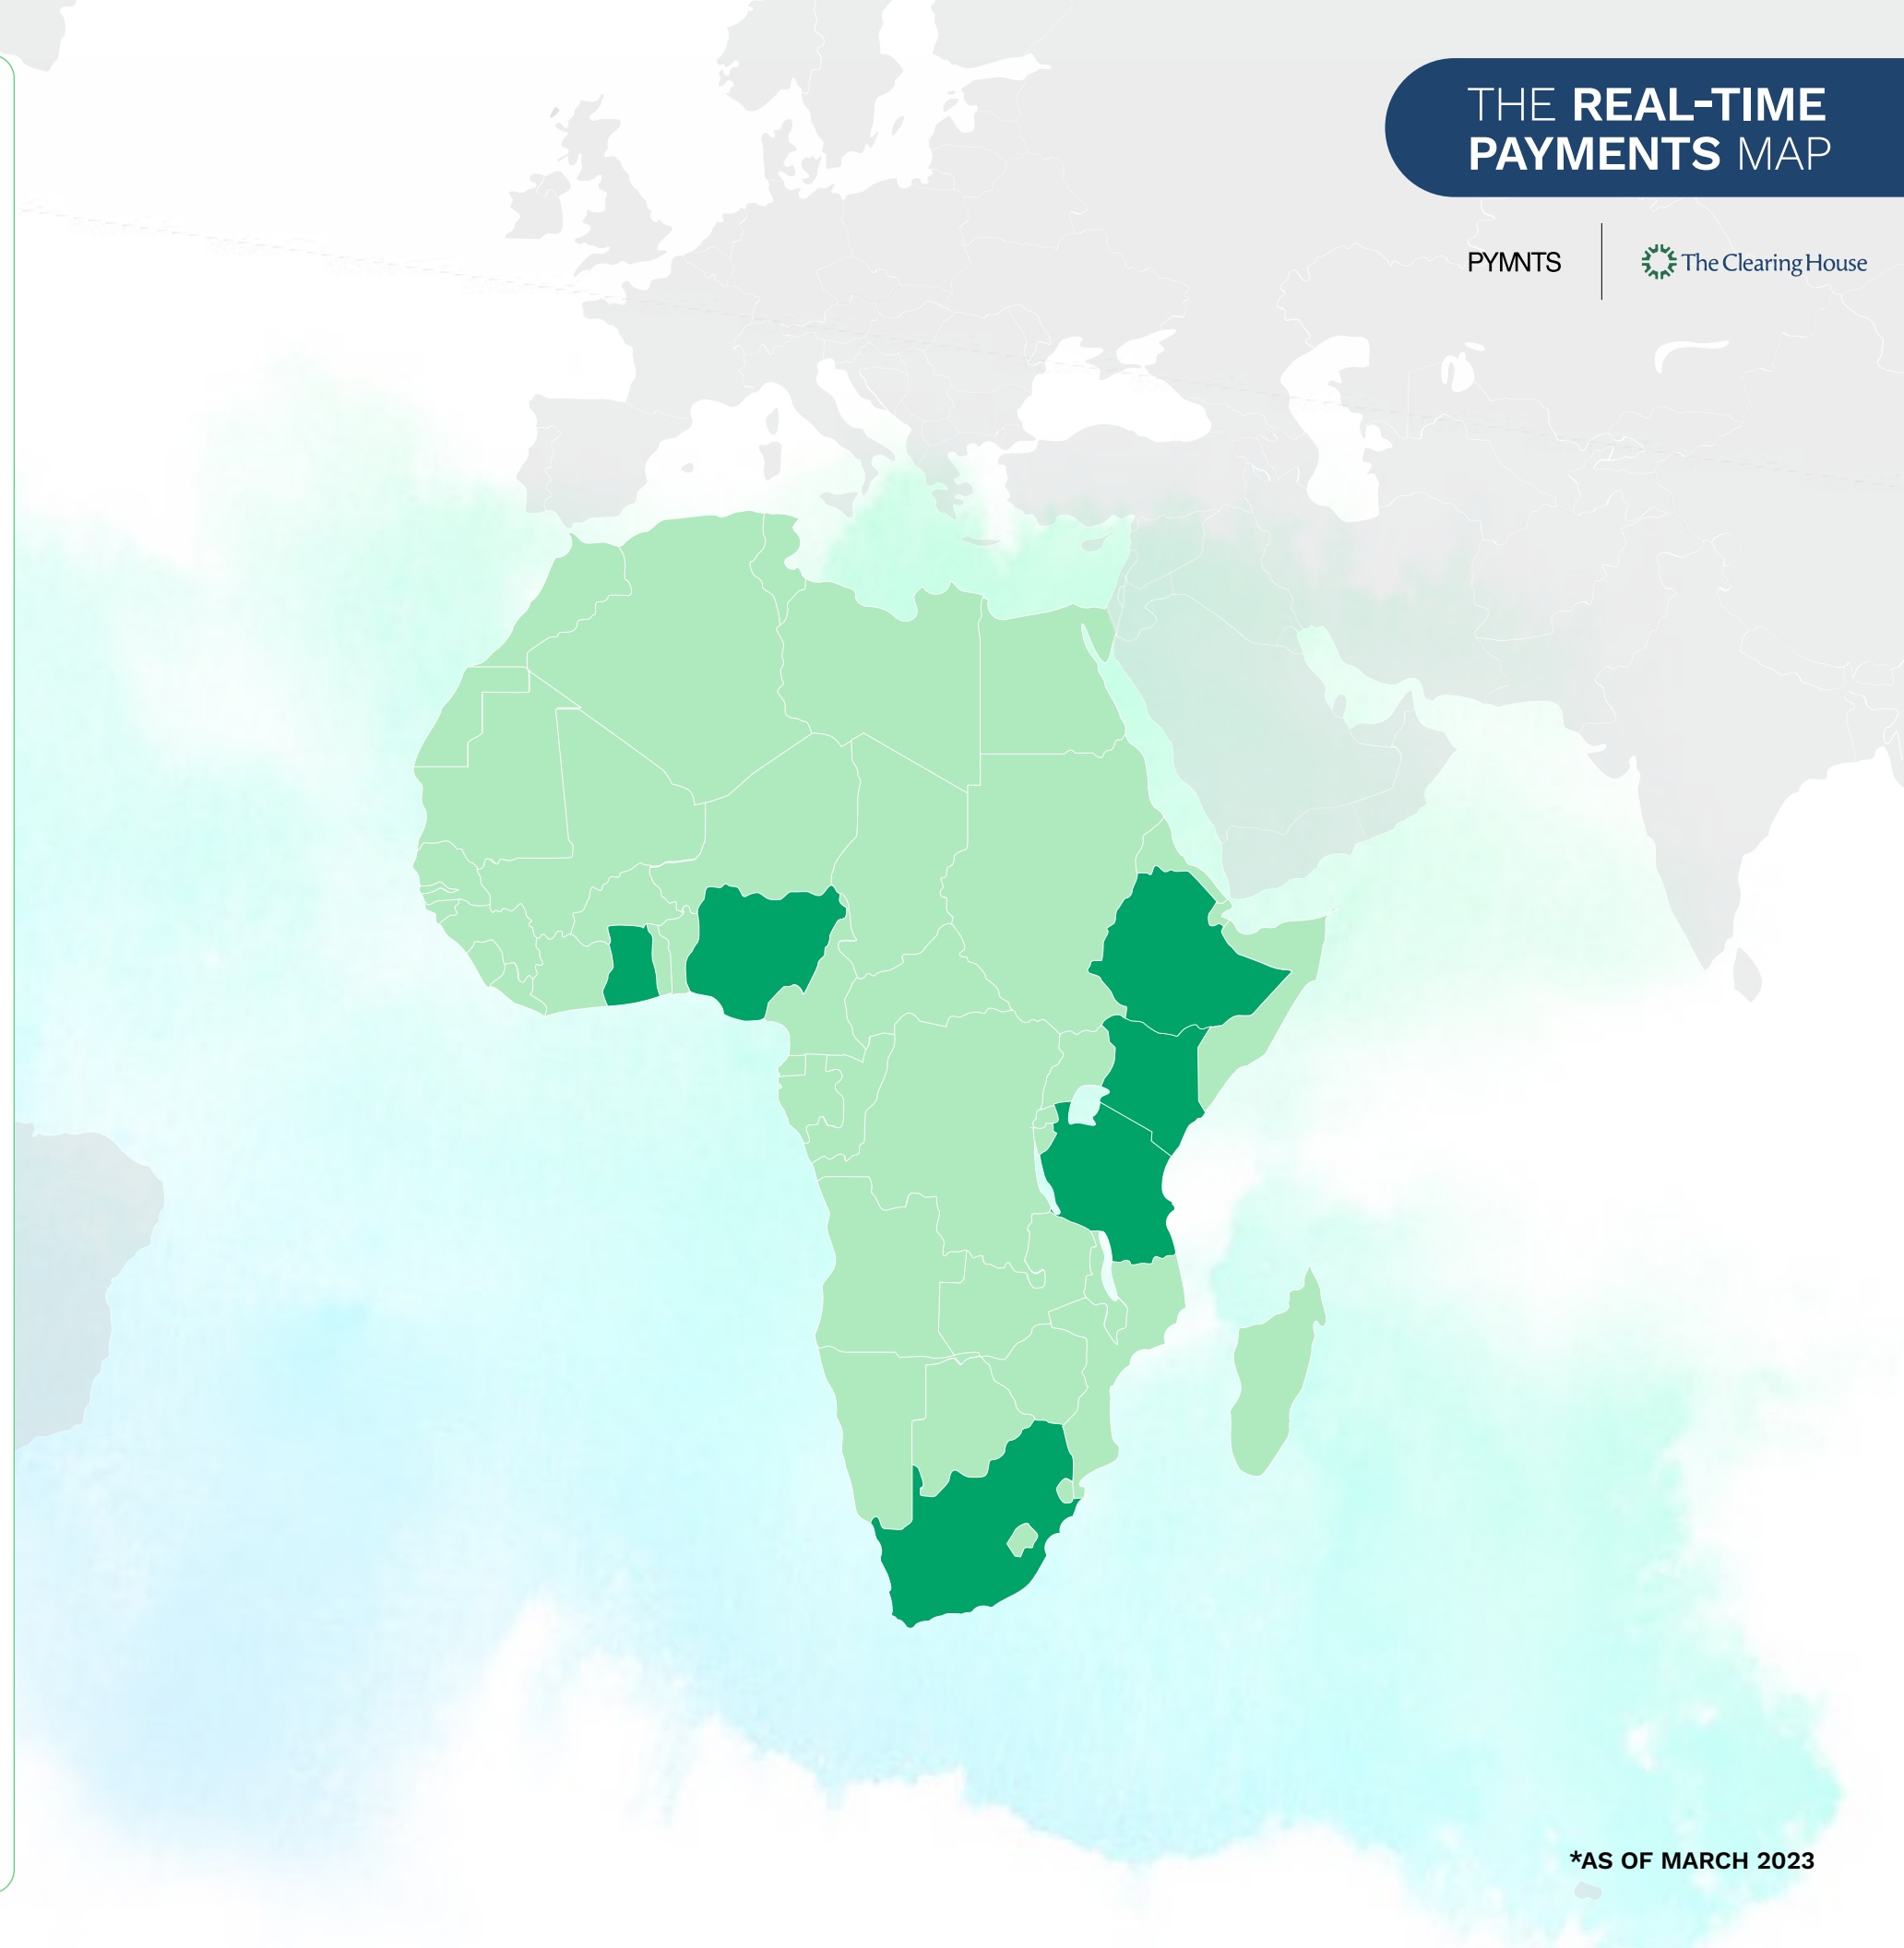 THE REAL-TIME
PAYMENTS MAP
PYMNTS
The Clearing House
*AS OF MARCH 2023